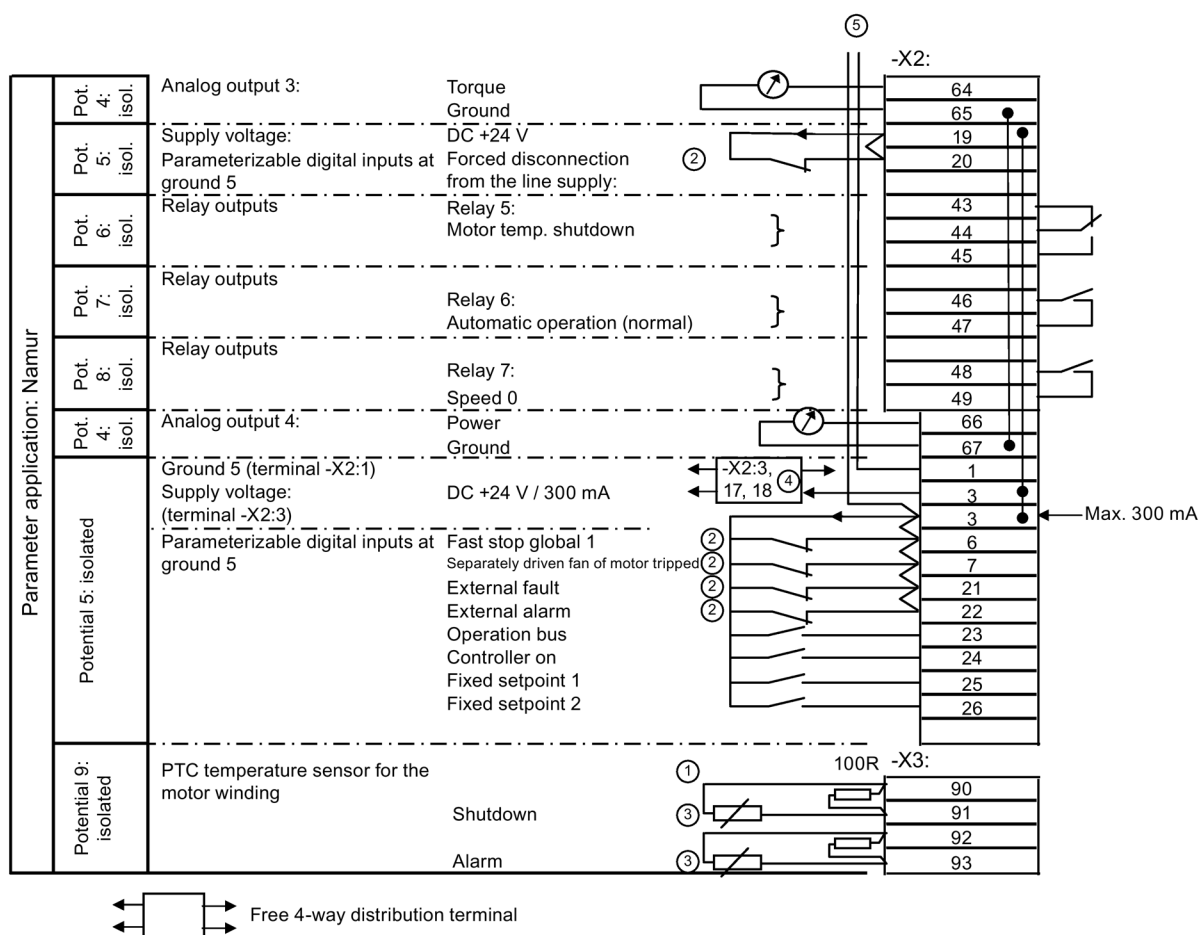 ⑤
-X2:
Parameter application: Namur
Pot. 4: isol.
Analog output 3:
Torque
64
Ground
65
Pot. 5: isol.
Supply voltage:
DC +24 V
19
Parameterizable digital inputs at ground 5
Forced disconnection from the line supply:
②
20
Pot. 6: isol.
Relay outputs
Relay 5:
Motor temp. shutdown
}
43
44
45
Pot. 7: isol.
Relay outputs
Relay 6:
Automatic operation (normal)
}
46
47
Pot. 8: isol.
Relay outputs
Relay 7:
Speed 0
}
48
49
Pot. 4: isol.
Analog output 4:
Power
66
Ground
67
Potential 5: isolated
Ground 5 (terminal -X2:1)
-X2:3,
17, 18
④
1
Supply voltage:
(terminal -X2:3)
DC +24 V / 300 mA
3
3
Max. 300 mA
Parameterizable digital inputs at
ground 5
Fast stop global 1
②
6
Separately driven fan of motor tripped
②
7
External fault
②
21
External alarm
②
22
Operation bus
23
Controller on
24
Fixed setpoint 1
25
Fixed setpoint 2
26
Potential 9: isolated
PTC temperature sensor for the
motor winding
①
100R
-X3:
90
Shutdown
③
91
92
Alarm
③
93
Free 4-way distribution terminal